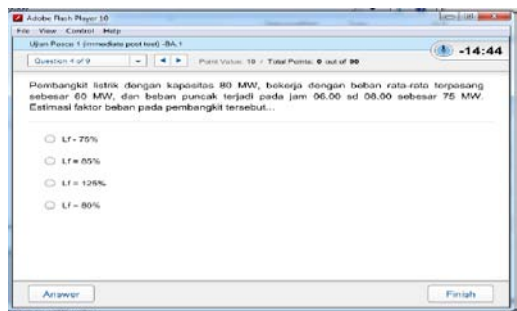 Adobe Flash Player 10
File View Control Help
Ujian Pasca 1 (immediate post test) -BA.1
-14:44
Question 4 of 9
Point Value: 10 / Total Points: 0 out of 90
Pembangkit listrik dengan kapasitas 80 MW, bekerja dengan beban rata-rata terpasang
sebesar 60 MW, dan beban puncak terjadi pada jam 06.00 sd 08.00 sebesar 75 MW.
Estimasi faktor beban pada pembangkit tersebut...
Lf - 75%
Lf = 85%
Lf = 125%
Lf - 80%
Answer
Finish